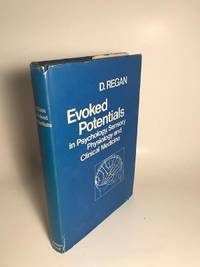 D. REGAN
Evoked
Potentials
in Psychology, Sensory
Physiology and
Clinical Medicine